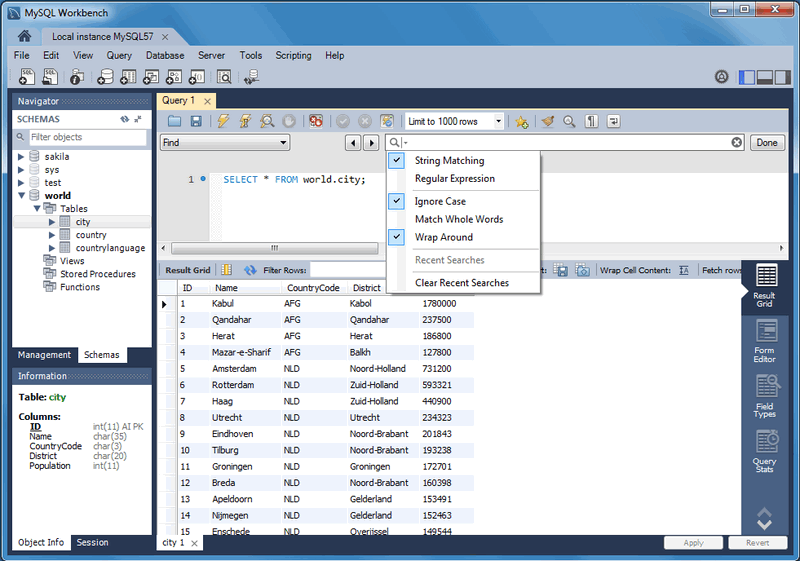 MySQL Workbench
Local instance MySQL57
File Edit View Query Database Server Tools Scripting Help
Navigator
SCHEMAS
Filter objects
sakila
sys
test
world
Tables
city
country
countrylanguage
Views
Stored Procedures
Functions
Management Schemas
Information
Table: city
Columns:
ID int(11) AI PK
Name char(35)
CountryCode char(3)
District char(20)
Population int(11)
Object Info Session
Query 1
Limit to 1000 rows
Find Done
String Matching
Regular Expression
Ignore Case
Match Whole Words
Wrap Around
Recent Searches
Clear Recent Searches
1 SELECT * FROM world.city;
Result Grid Filter Rows: Wrap Cell Content: Fetch rows
ID Name CountryCode District
1 Kabul AFG Kabol 1780000
2 Qandahar AFG Qandahar 237500
3 Herat AFG Herat 186800
4 Mazar-e-Sharif AFG Balkh 127800
5 Amsterdam NLD Noord-Holland 731200
6 Rotterdam NLD Zuid-Holland 593321
7 Haag NLD Zuid-Holland 440900
8 Utrecht NLD Utrecht 234323
9 Eindhoven NLD Noord-Brabant 201843
10 Tilburg NLD Noord-Brabant 193238
11 Groningen NLD Groningen 172701
12 Breda NLD Noord-Brabant 160398
13 Apeldoorn NLD Gelderland 153491
14 Nijmegen NLD Gelderland 152463
15 Enschede NLD Overijssel 149544
city 1
Result
Grid
Form
Editor
Field
Types
Query
Stats
Apply Revert